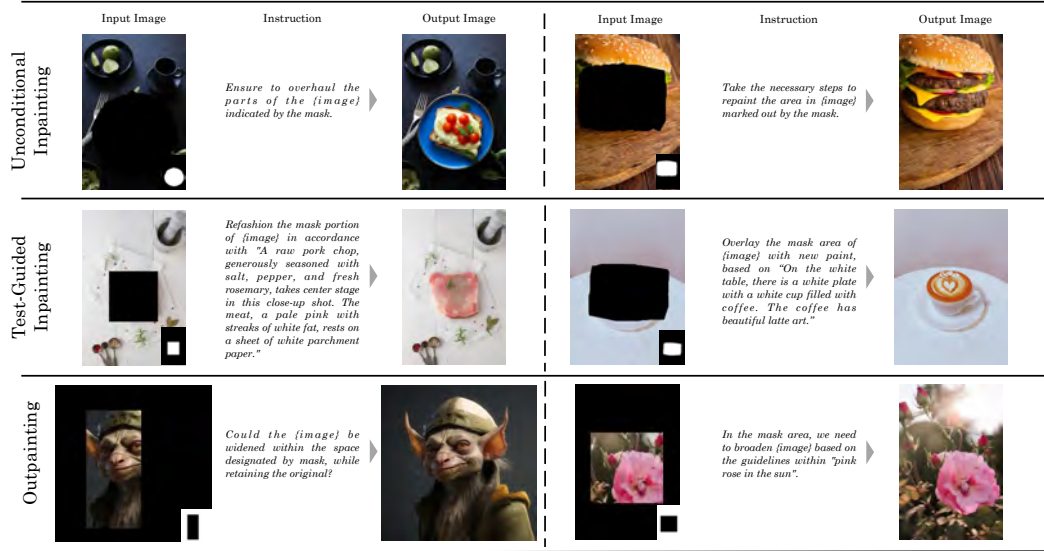 Input Image
Instruction
Output Image
Input Image
Instruction
Output Image
Unconditional
Inpainting
Ensure to overhaul the
parts of the {image}
indicated by the mask.
Take the necessary steps to
repaint the area in {image}
marked out by the mask.
Test-Guided
Inpainting
Refashion the mask portion
of {image} in accordance
with "A raw pork chop,
generously seasoned with
salt, pepper, and fresh
rosemary, takes center stage
in this close-up shot. The
meat, a pale pink with
streaks of white fat, rests on
a sheet of white parchment
paper."
Overlay the mask area of
{image} with new paint,
based on "On the white
table, there is a white plate
with a white cup filled with
coffee. The coffee has
beautiful latte art."
Outpainting
Could the {image} be
widened within the space
designated by mask, while
retaining the original?
In the mask area, we need
to broaden {image} based on
the guidelines within "pink
rose in the sun".